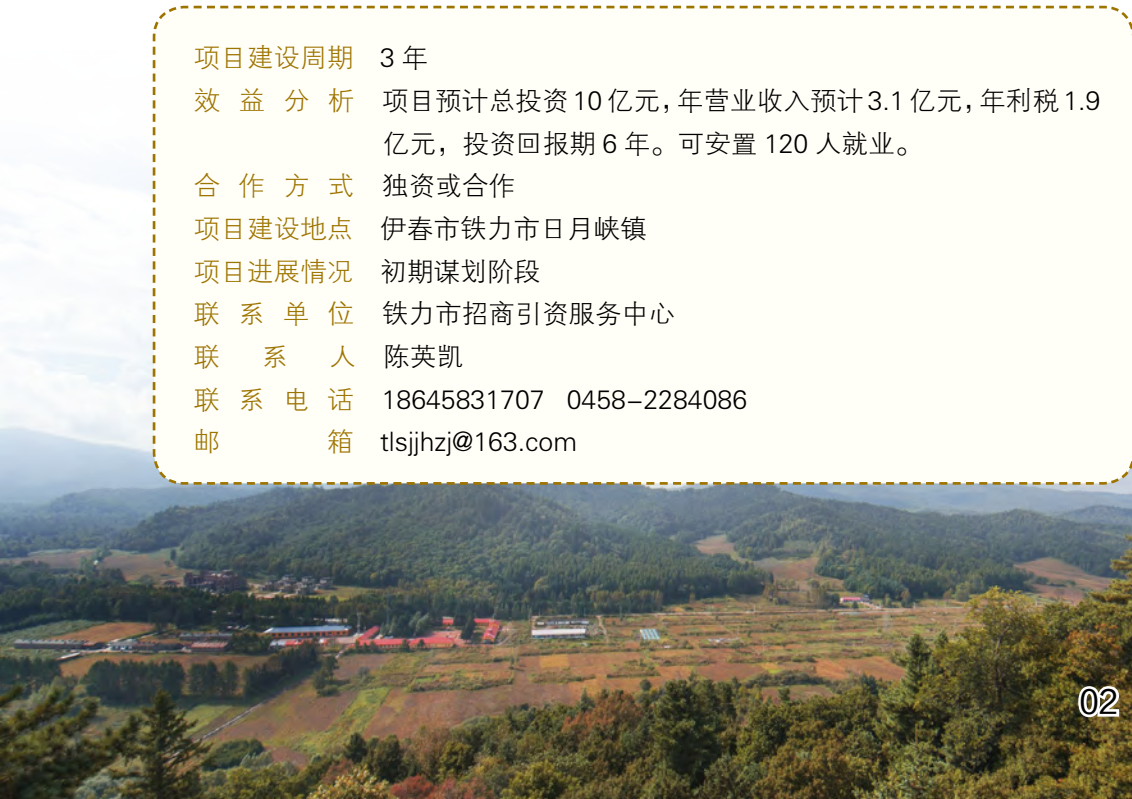 项目建设周期 3 年
效益分析 项目预计总投资 10 亿元，年营业收入预计 3.1 亿元，年利税 1.9
亿元，投资回报期 6 年。可安置 120 人就业。
合作方式 独资或合作
项目建设地点 伊春市铁力市日月峡镇
项目进展情况 初期谋划阶段
联系单位 铁力市招商引资服务中心
联系人 陈英凯
联系电话 18645831707 0458-2284086
邮箱 tlsjjhzj@163.com
02